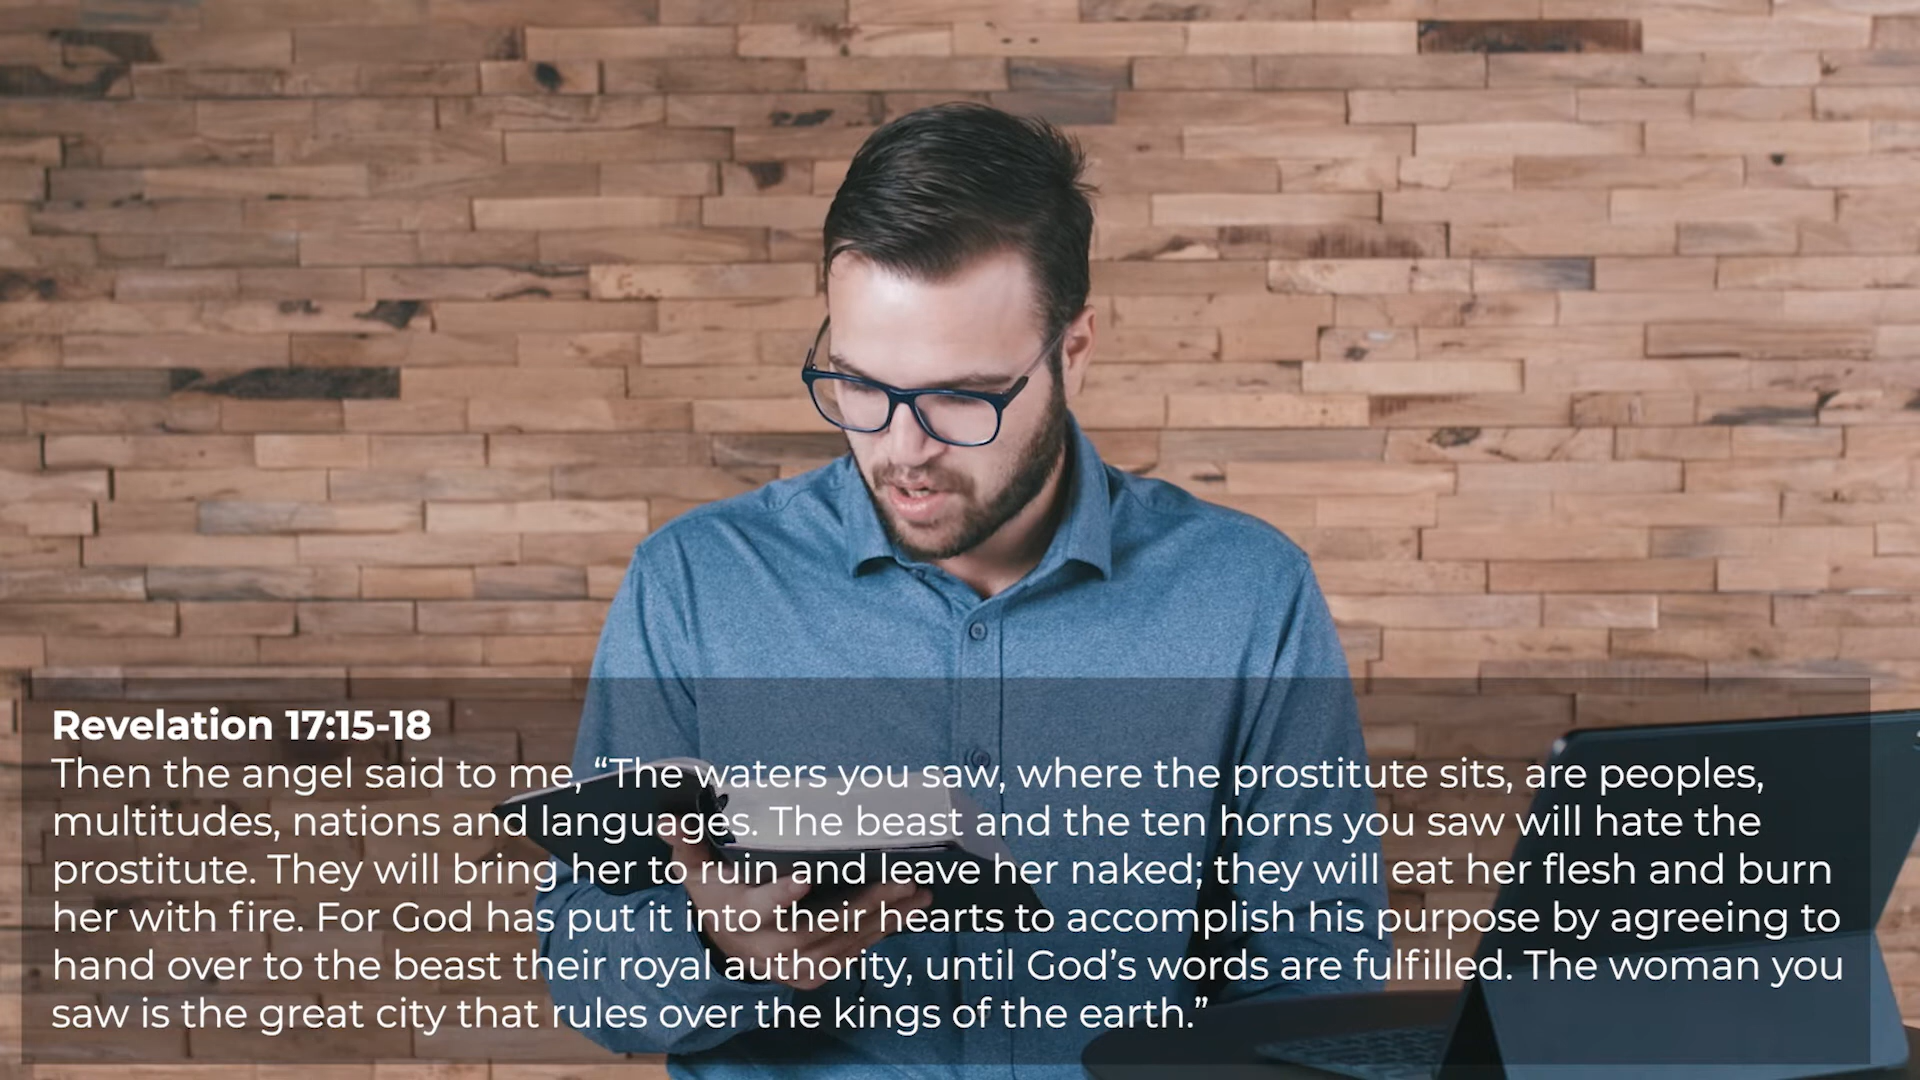 Revelation 17:15-18
Then the angel said to me, “The waters you saw, where the prostitute sits, are peoples,
multitudes, nations and languages. The beast and the ten horns you saw will hate the
prostitute. They will bring her to ruin and leave her naked; they will eat her flesh and burn
her with fire. For God has put it into their hearts to accomplish his purpose by agreeing to
hand over to the beast their royal authority, until God’s words are fulfilled. The woman you
saw is the great city that rules over the kings of the earth.”